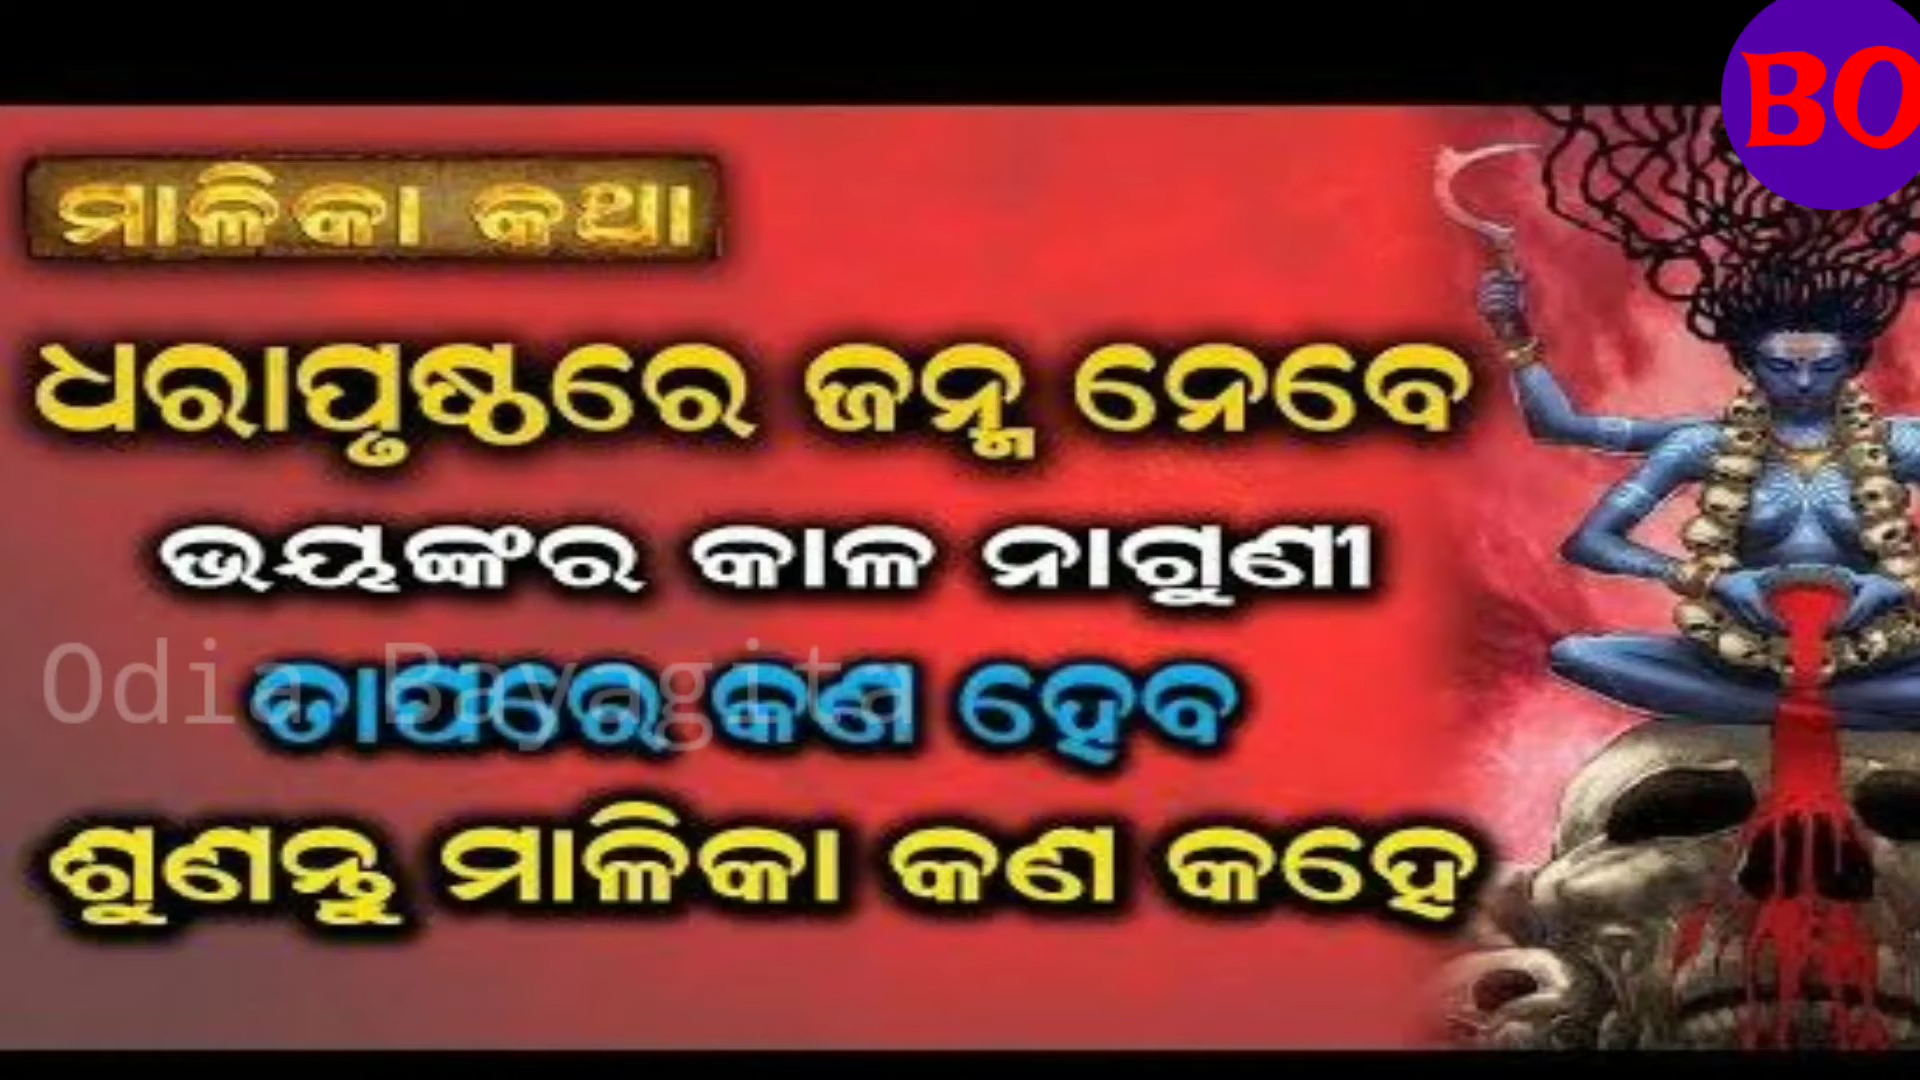 BO
ମାଳିକା କଥା
ଧରାପୃଷ୍ଠରେ ଜନ୍ମ ନେବେ
ଭୟଙ୍କର କାଳ ନାଗୁଣୀ
ତାପରେ କଣ ହେବ
Odia Bayagita
ଶୁଣନ୍ତୁ ମାଳିକା କଣ କହେ